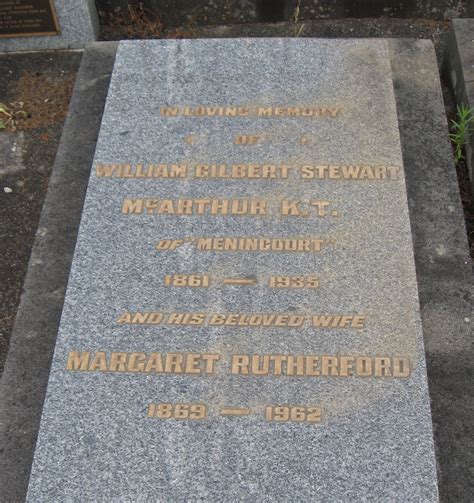 IN LOVING MEMORY
OF
WILLIAM GILBERT STEWART
McARTHUR K.T.
OF "MENINGOORT"
1861 — 1935
AND HIS BELOVED WIFE
MARGARET RUTHERFORD
1869 — 1962